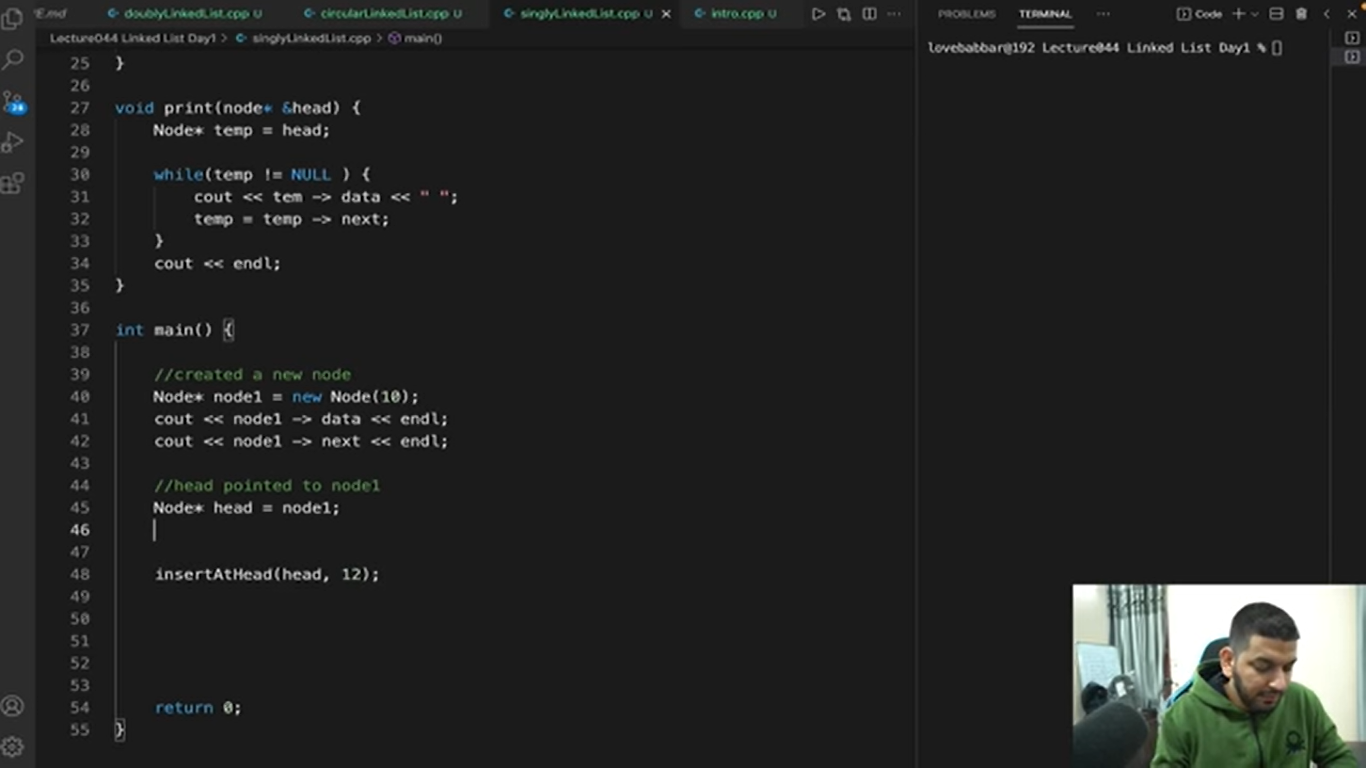 E.md doublyLinkedList.cpp U circularLinkedList.cpp U singlyLinkedList.cpp U intro.cpp U
PROBLEMS TERMINAL Code
Lecture044 Linked List Day1 > singlyLinkedList.cpp > main()
lovebabbar@192 Lecture044 Linked List Day1 %
25 }
26
27 void print(node* &head) {
28 Node* temp = head;
29
30 while(temp != NULL ) {
31 cout << tem -> data << " ";
32 temp = temp -> next;
33 }
34 cout << endl;
35 }
36
37 int main() {
38
39 //created a new node
40 Node* node1 = new Node(10);
41 cout << node1 -> data << endl;
42 cout << node1 -> next << endl;
43
44 //head pointed to node1
45 Node* head = node1;
46
47
48 insertAtHead(head, 12);
49
50
51
52
53
54 return 0;
55 }